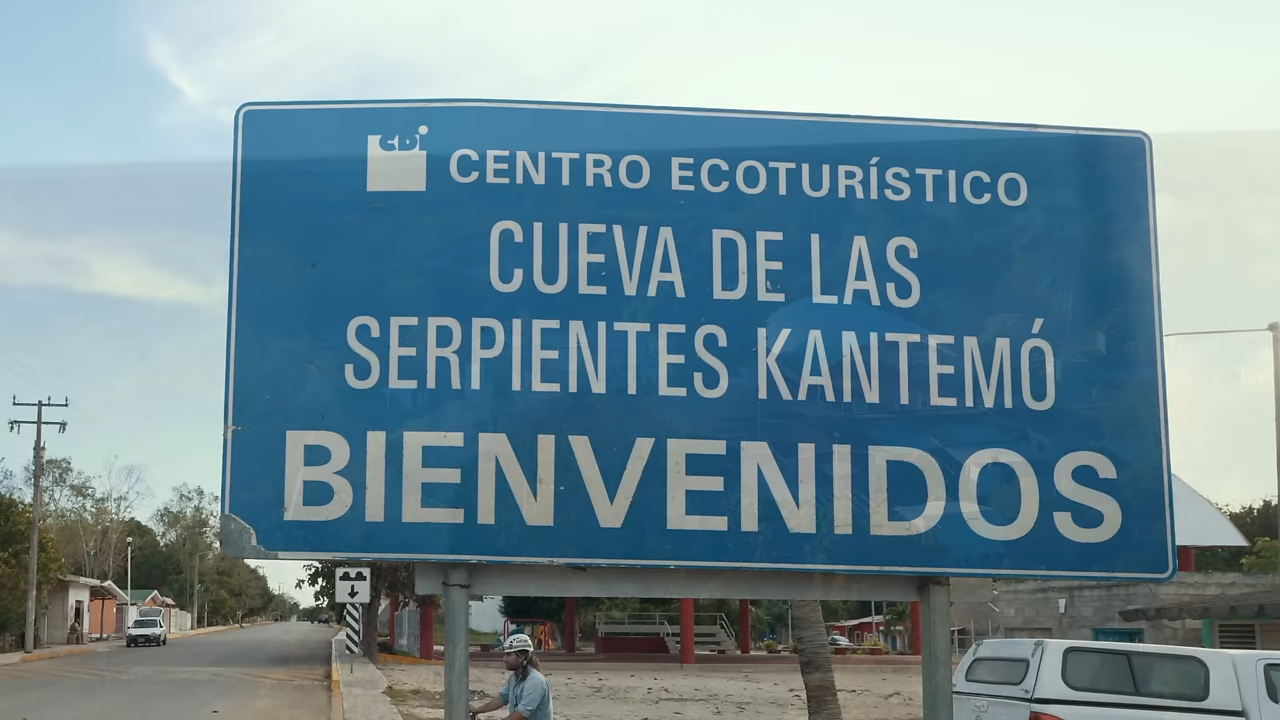 CDI
CENTRO ECOTURÍSTICO
CUEVA DE LAS
SERPIENTES KANTEMÓ
BIENVENIDOS